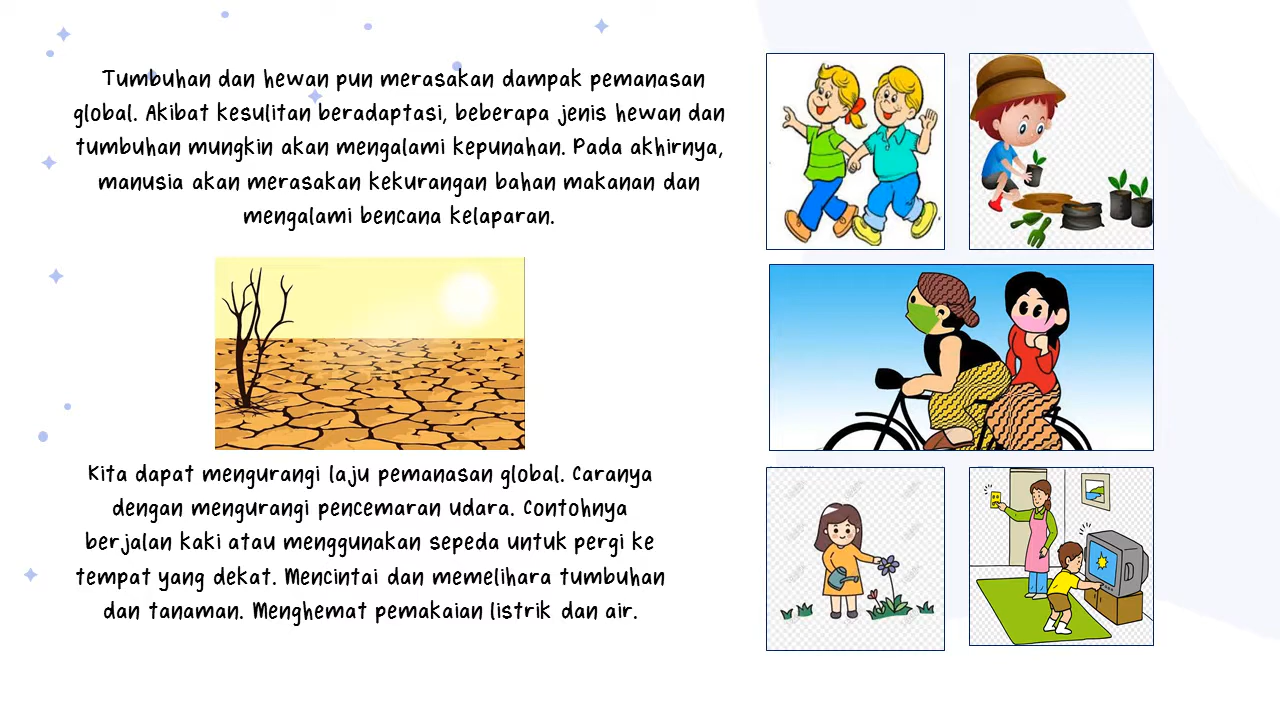 Tumbuhan dan hewan pun merasakan dampak pemanasan
global. Akibat kesulitan beradaptasi, beberapa jenis hewan dan
tumbuhan mungkin akan mengalami kepunahan. Pada akhirnya,
manusia akan merasakan kekurangan bahan makanan dan
mengalami bencana kelaparan.
Kita dapat mengurangi laju pemanasan global. Caranya
dengan mengurangi pencemaran udara. Contohnya
berjalan kaki atau menggunakan sepeda untuk pergi ke
tempat yang dekat. Mencintai dan memelihara tumbuhan
dan tanaman. Menghemat pemakaian listrik dan air.